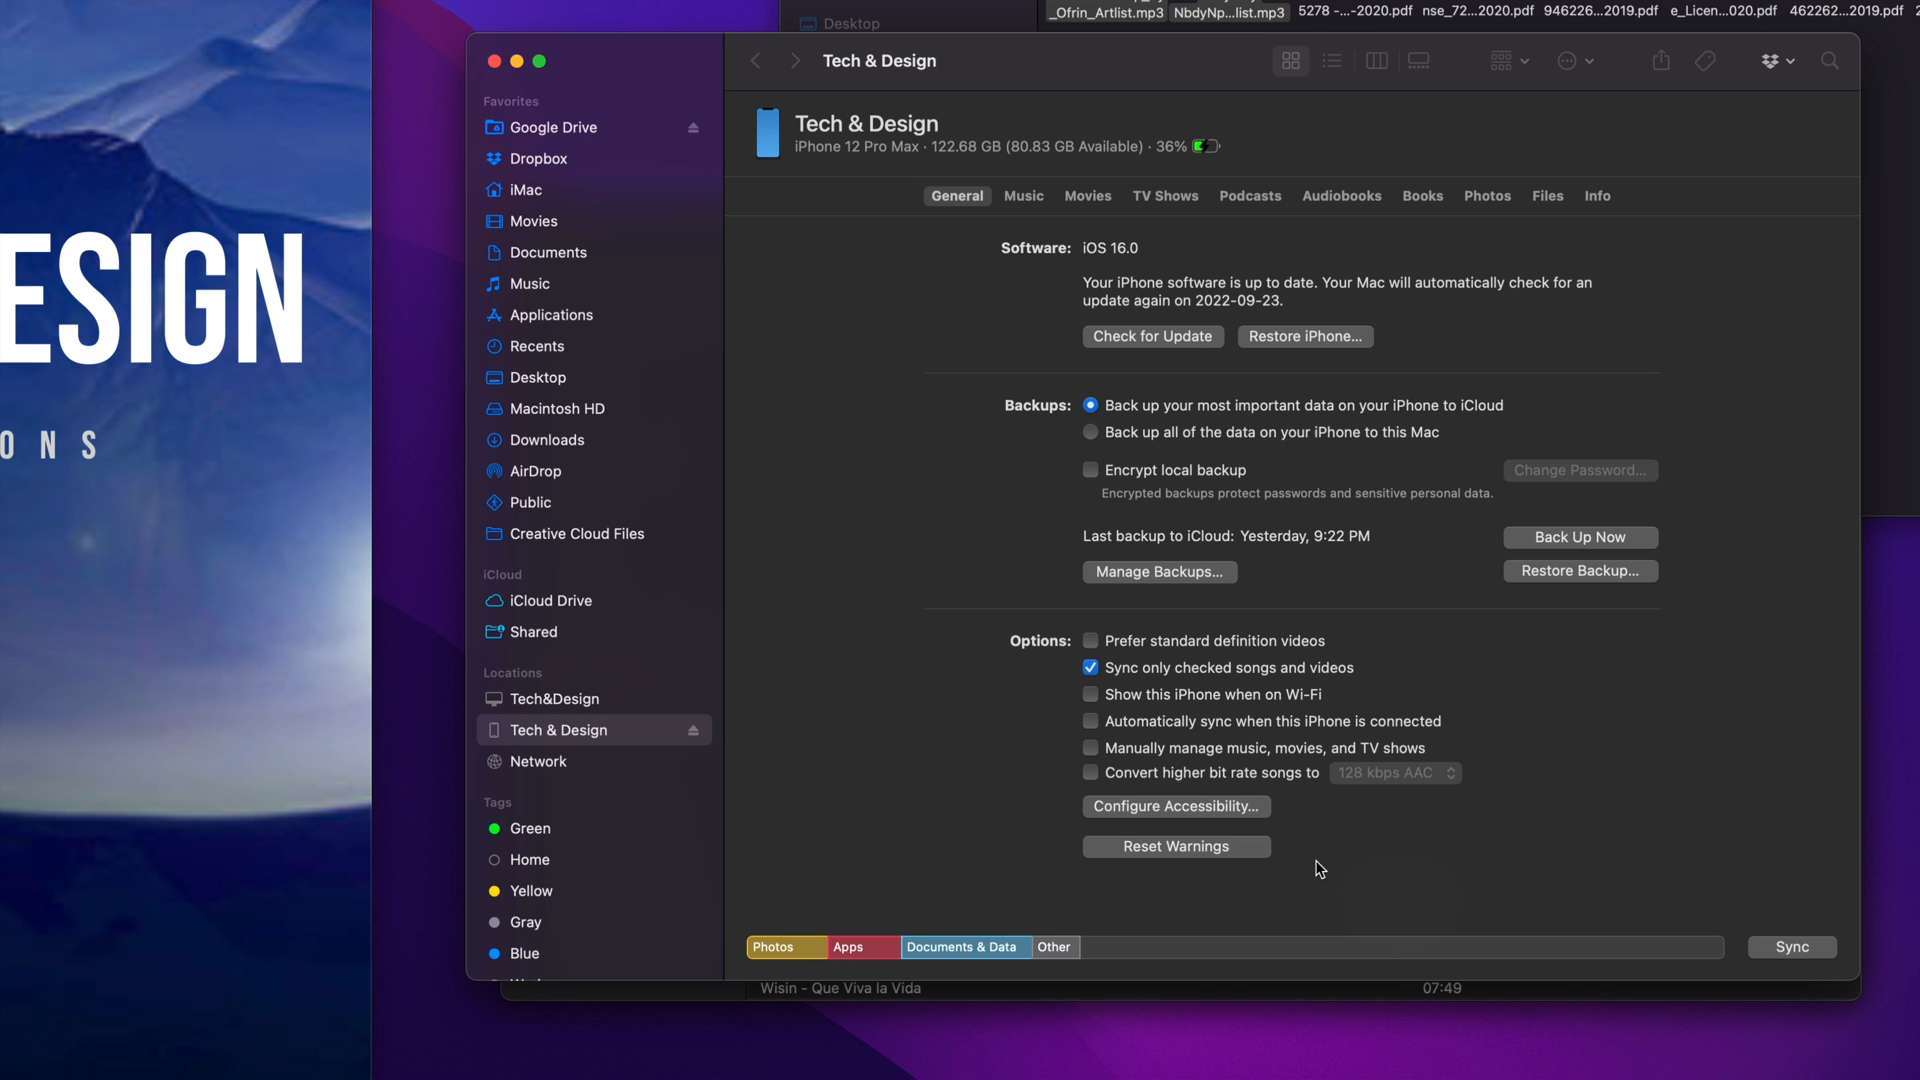 Desktop
_Ofrin_Artlist.mp3 NbdyNp...list.mp3 5278 -...-2020.pdf nse_72...2020.pdf 946226...2019.pdf e_Licen...020.pdf 462262...2019.pdf
ESIGN
ONS
Tech & Design
Favorites
Google Drive
Dropbox
iMac
Movies
Documents
Music
Applications
Recents
Desktop
Macintosh HD
Downloads
AirDrop
Public
Creative Cloud Files
iCloud
iCloud Drive
Shared
Locations
Tech&Design
Tech & Design
Network
Tags
Green
Home
Yellow
Gray
Blue
Tech & Design
iPhone 12 Pro Max · 122.68 GB (80.83 GB Available) · 36%
General Music Movies TV Shows Podcasts Audiobooks Books Photos Files Info
Software: iOS 16.0
Your iPhone software is up to date. Your Mac will automatically check for an
update again on 2022-09-23.
Check for Update Restore iPhone...
Backups: Back up your most important data on your iPhone to iCloud
Back up all of the data on your iPhone to this Mac
Encrypt local backup Change Password...
Encrypted backups protect passwords and sensitive personal data.
Last backup to iCloud: Yesterday, 9:22 PM Back Up Now
Manage Backups... Restore Backup...
Options: Prefer standard definition videos
Sync only checked songs and videos
Show this iPhone when on Wi-Fi
Automatically sync when this iPhone is connected
Manually manage music, movies, and TV shows
Convert higher bit rate songs to 128 kbps AAC
Configure Accessibility...
Reset Warnings
Photos Apps Documents & Data Other Sync
Wisin - Que Viva la Vida 07:49